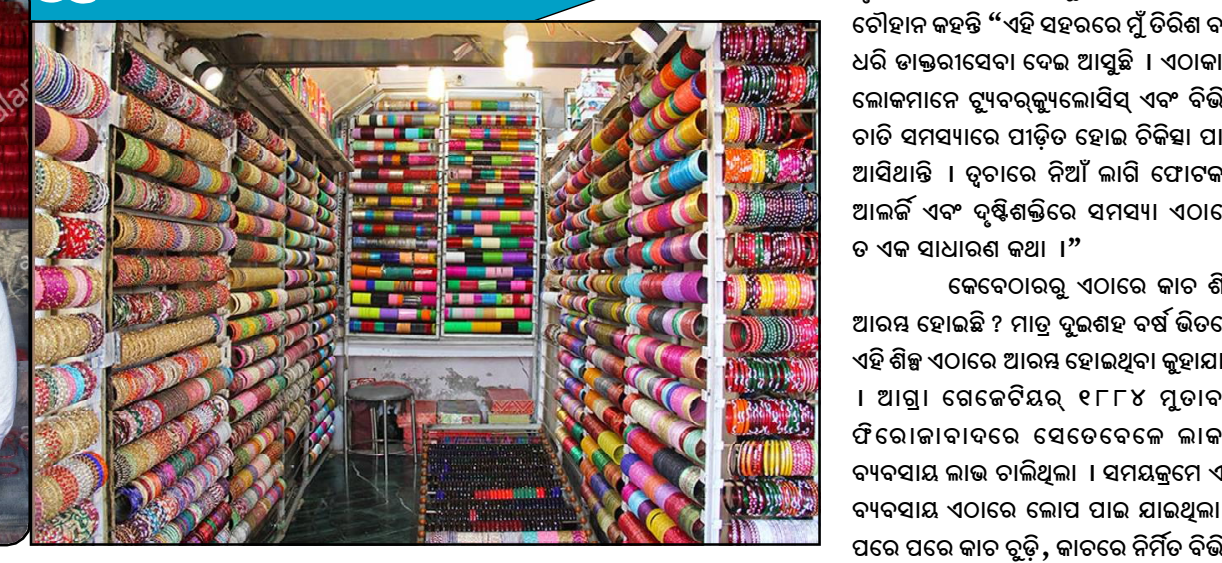 ଚୌହାନ କହନ୍ତି “ଏହି ସହରରେ ମୁଁ ତିରିଶ
ଧରି ଡାକ୍ତରୀସେବା ଦେଇ ଆସୁଛି । ଏଠାକା
ଲୋକମାନେ ଟ୍ୟୁବର୍‌କ୍ୟୁଲୋସିସ୍ ଏବଂ ବିଭି
ଚାତି ସମସ୍ୟାରେ ପୀଡ଼ିତ ହୋଇ ଚିକିତ୍ସା ପା
ଆସିଥାନ୍ତି । ତ୍ୱଚାରେ ନିଆଁ ଲାଗି ଫୋଟକ
ଆଲର୍ଜି ଏବଂ ଦୃଷ୍ଟିଶକ୍ତିରେ ସମସ୍ୟା ଏଠାରେ
ତ ଏକ ସାଧାରଣ କଥା ।”
କେବେଠାରରୁ ଏଠାରେ କାଚ ଶି
ଆରମ୍ଭ ହୋଇଛି ? ମାତ୍ର ଦୁଇଶହ ବର୍ଷ ଭିତରେ
ଏହି ଶିଳ୍ପ ଏଠାରେ ଆରମ୍ଭ ହୋଇଥିବା କୁହାଯା
। ଆଗ୍ରା ଗେଜେଟିୟର୍ ୧୮୮୪ ମୁତାବ
ଫିରୋଜାବାଦରେ ସେତେବେଳେ ଲାକ
ବ୍ୟବସାୟ ଲାଭ ଚାଲିଥିଲା । ସମୟକ୍ରମେ ଏ
ବ୍ୟବସାୟ ଏଠାରେ ଲୋପ ପାଇ ଯାଇଥିଲା
ପରେ ପରେ କାଚ ଚୁଡ଼ି, କାଚରେ ନିର୍ମିତ ବିଭି